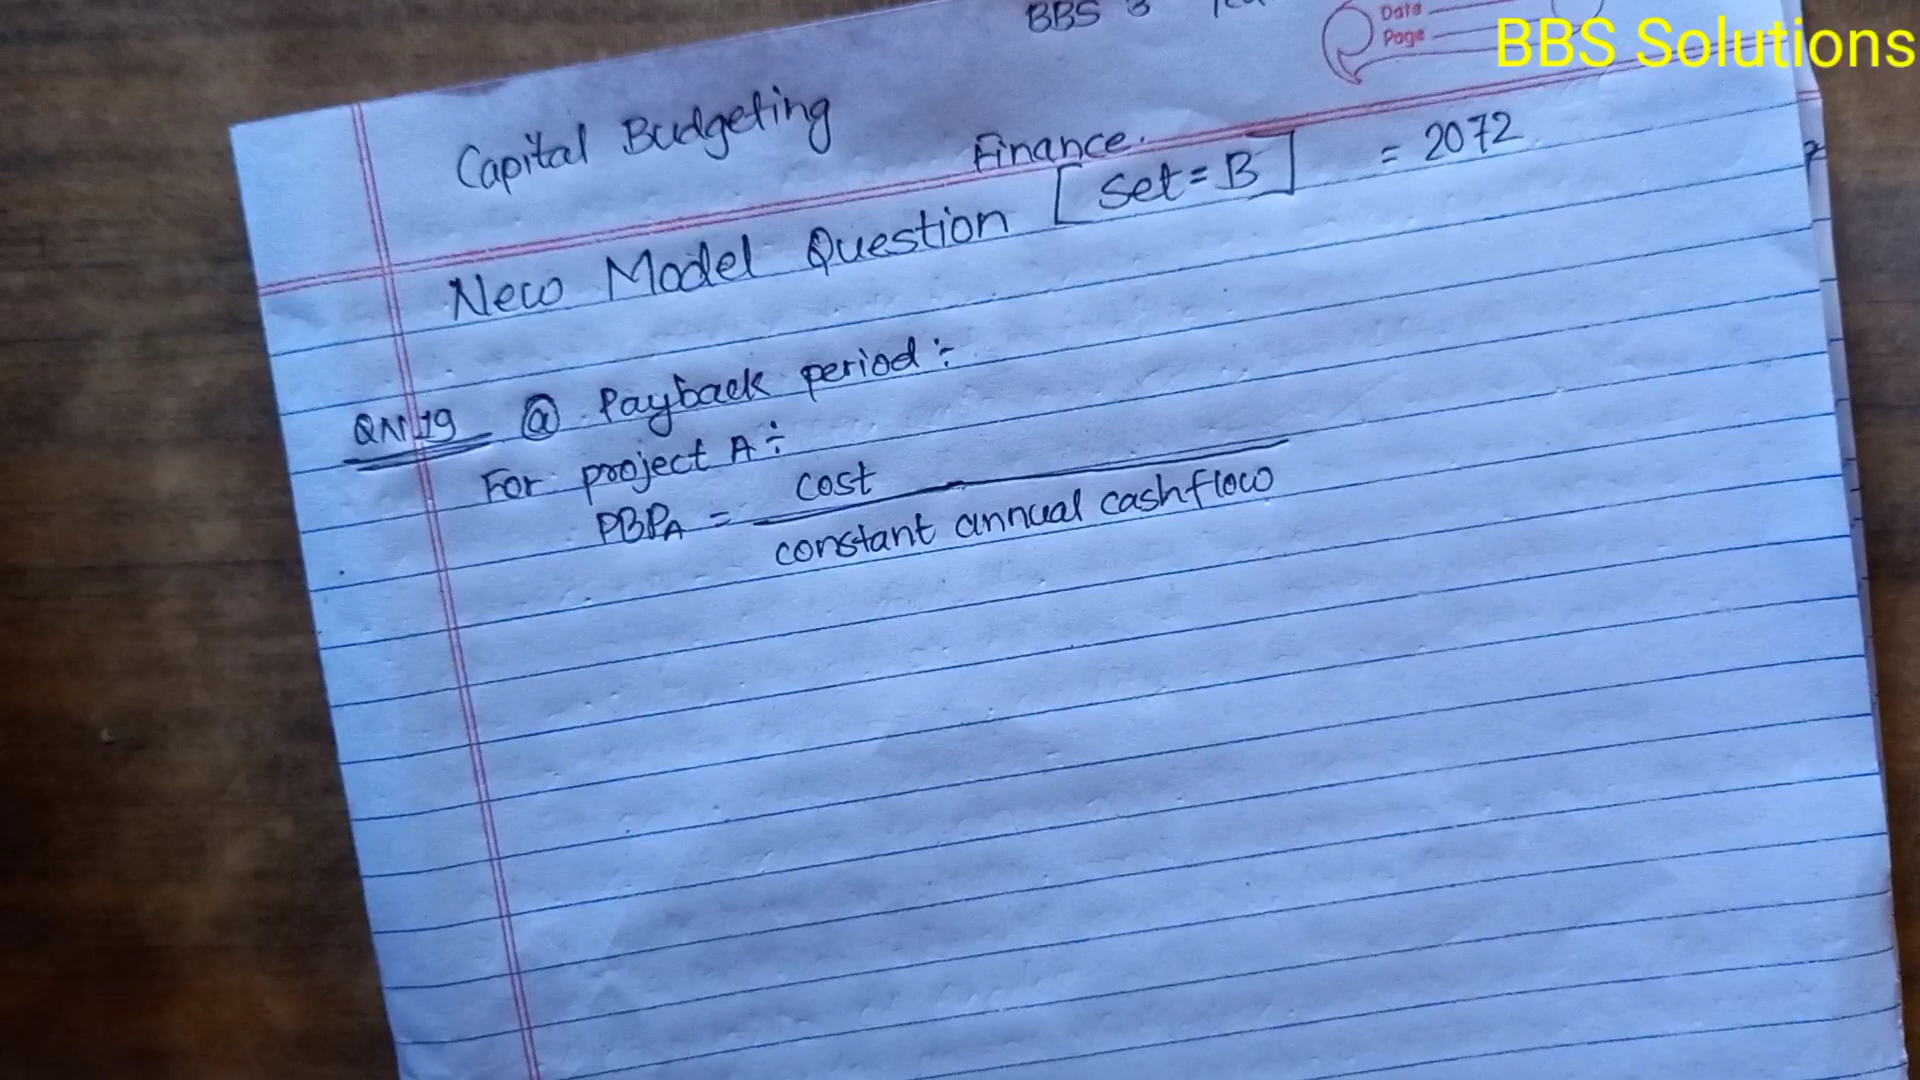 BBS 3
Date
Page
BBS Solutions
Capital Budgeting
Finance.
New Model Question [Set=B] = 2072
QN 19 ⓐ Payback period :-
For project A ÷
PBPA = cost
constant annual cashflow